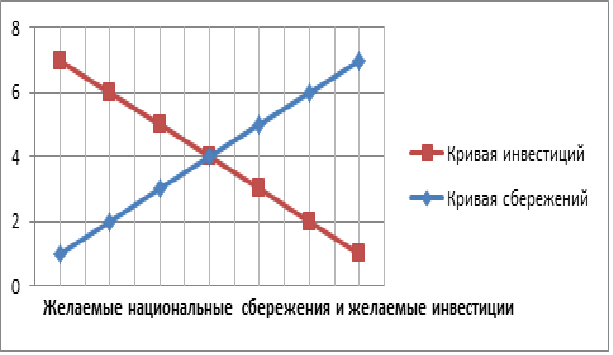 8
6
4
2
0
Кривая инвестиций
Кривая сбережений
Желаемые национальные сбережения и желаемые инвестиции